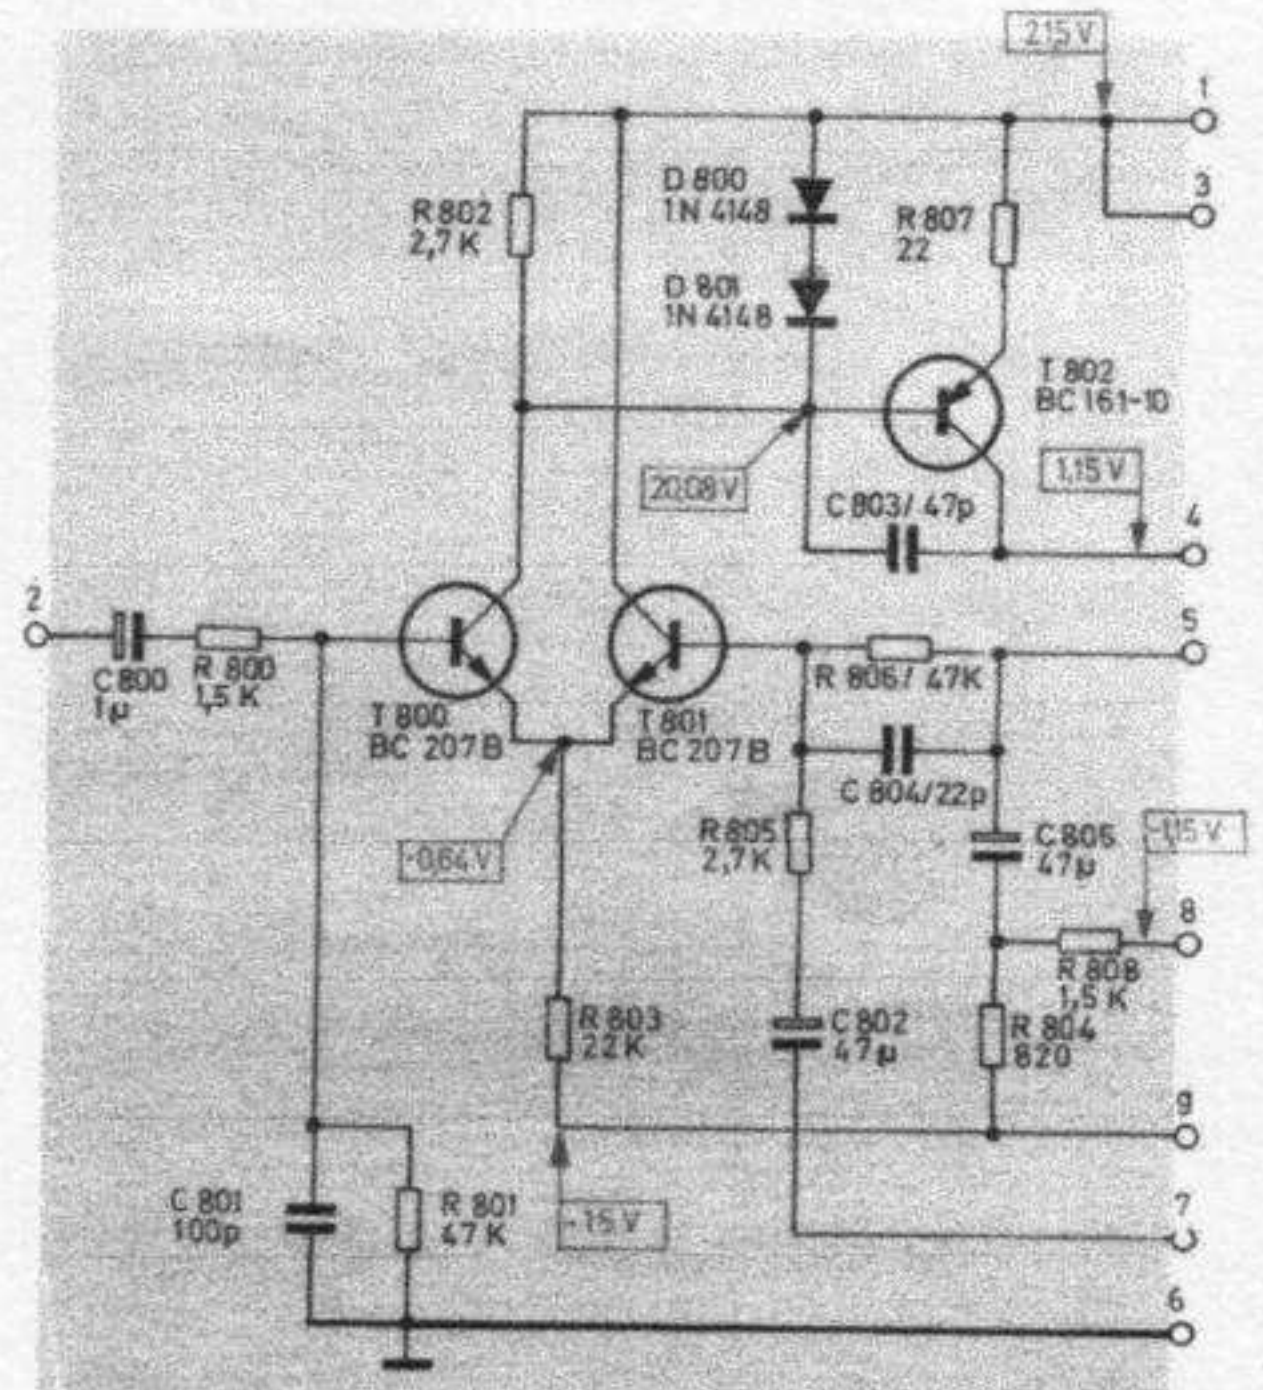 21,5 V
1
D 800
1N 4148
R 802
2,7 K
R 807
22
3
D 801
1N 4148
T 802
BC 161-10
20,08 V
1,15 V
C 803/ 47p
4
2
5
C 800
1µ
R 800
1,5 K
R 806/ 47K
T 800
BC 207 B
T 801
BC 207 B
C 804/22p
-0,64 V
R 805
2,7 K
C 805
47µ
-1,15 V
8
R 808
1,5 K
R 803
22 K
C 802
47µ
R 804
820
9
C 801
100p
R 801
47 K
-15 V
7
6